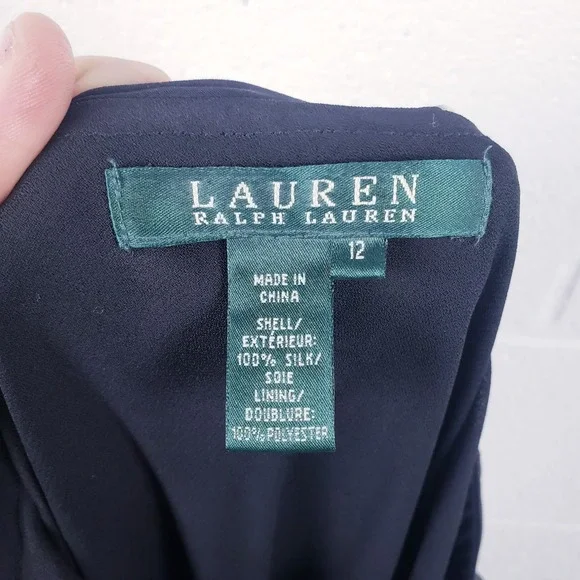 LAUREN
RALPH LAUREN
12
MADE IN
CHINA
SHELL/
EXTÉRIEUR:
100% SILK/
SOIE
LINING/
DOUBLURE:
100% POLYESTER